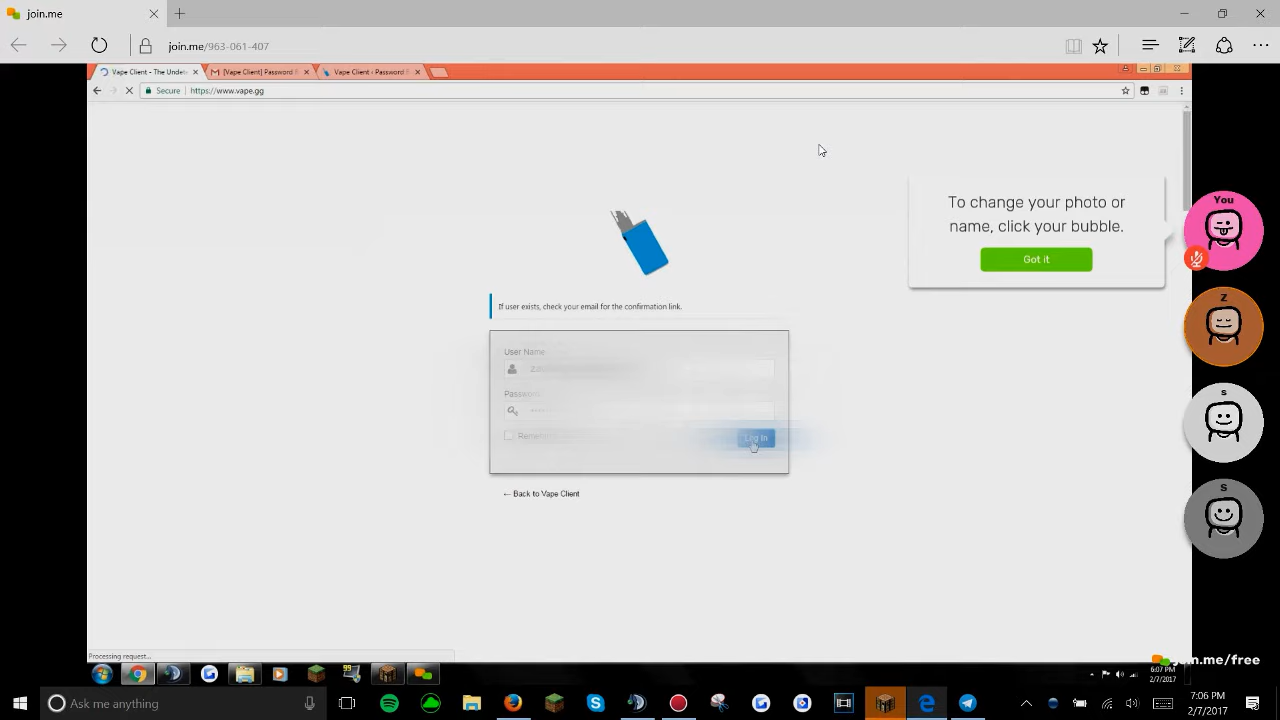 join.me
join.me/963-061-407
Vape Client - The Undete
[Vape Client] Password R
Vape Client › Password R
Secure
https://www.vape.gg
To change your photo or
name, click your bubble.
Got it
You
Z
s
S
If user exists, check your email for the confirmation link.
User Name
Password
Log In
← Back to Vape Client
Processing request...
join.me/free
6:07 PM
2/7/2017
Ask me anything
7:06 PM
2/7/2017